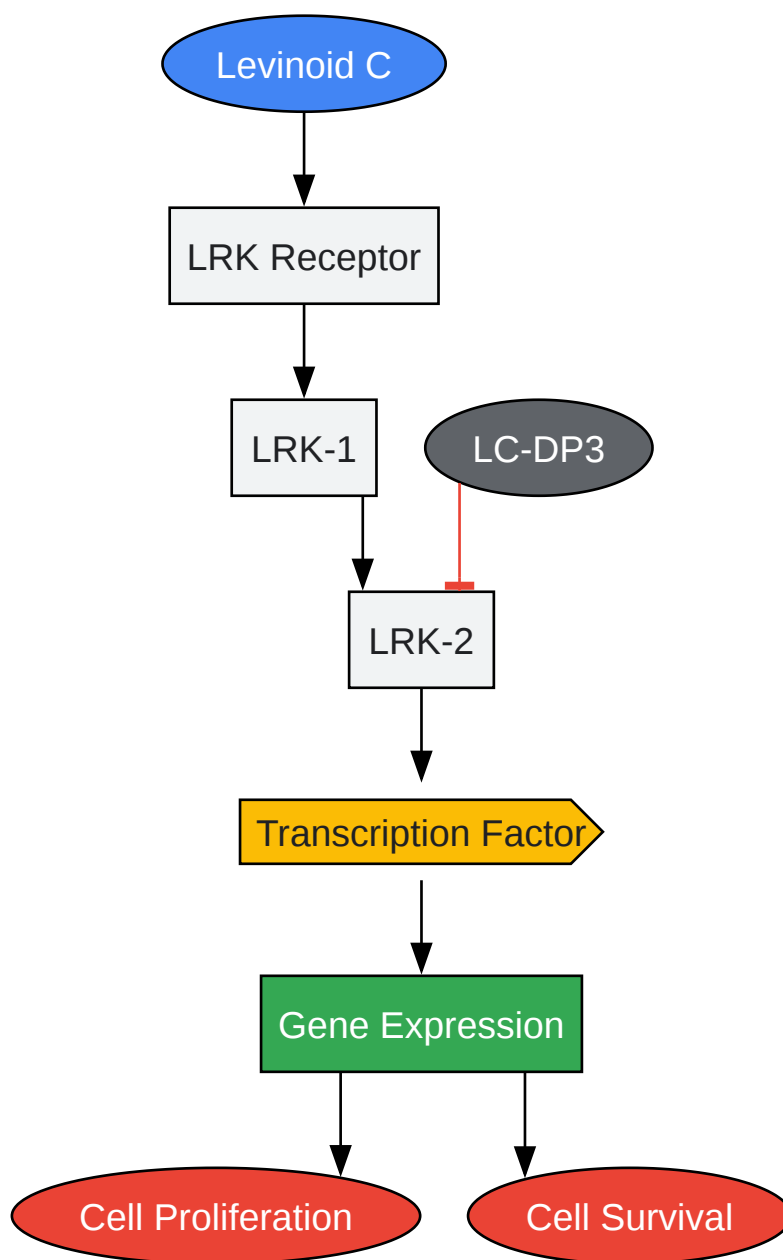 Levinoid C
LRK Receptor
LRK-1
LC-DP3
LRK-2
Transcription Factor
Gene Expression
Cell Proliferation
Cell Survival